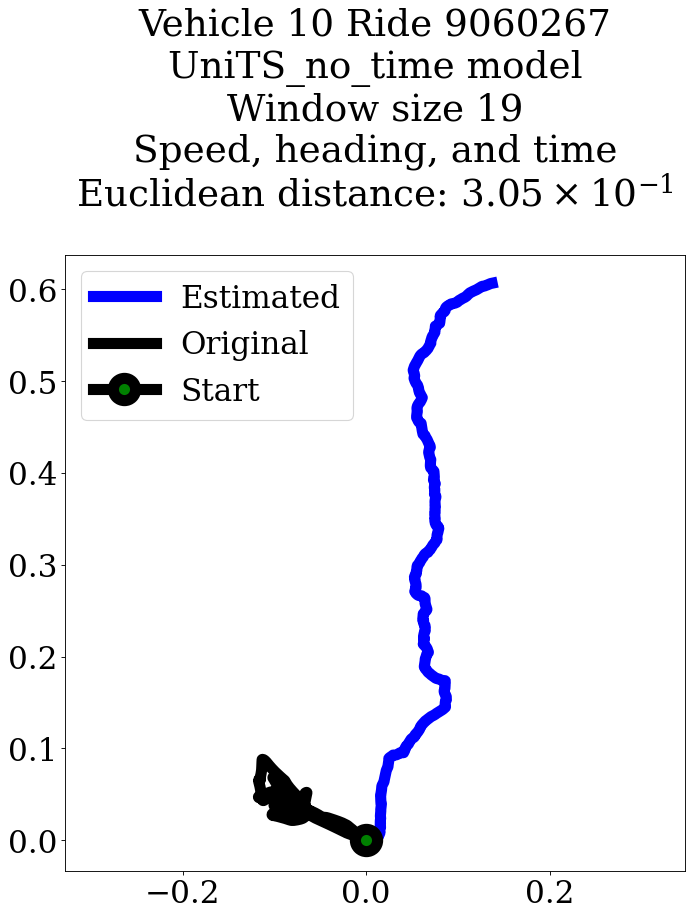 Vehicle 10 Ride 9060267
UniTS_no_time model
Window size 19
Speed, heading, and time
Euclidean distance: 3.05 × 10⁻¹
Estimated
Original
Start
0.6
0.5
0.4
0.3
0.2
0.1
0.0
−0.2 0.0 0.2